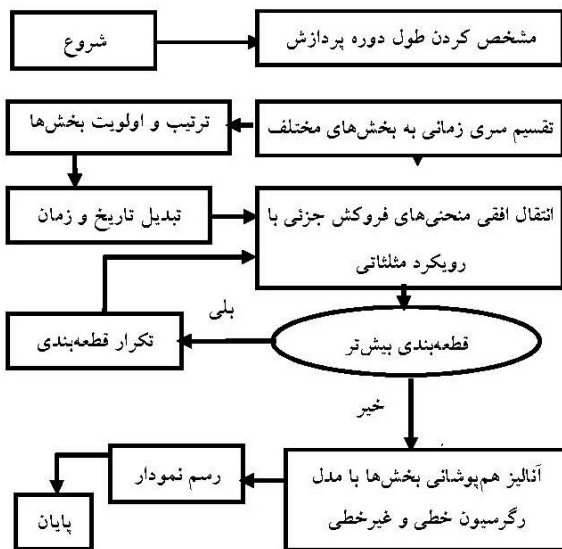 شروع
مشخص کردن طول دوره پردازش
تقسیم سری زمانی به بخش‌های مختلف
ترتیب و اولویت بخش‌ها
تبدیل تاریخ و زمان
انتقال افقی منحنی‌های فروکش جزئی با
رویکرد مثلثاتی
قطعه‌بندی بیش‌تر
بلی
تکرار قطعه‌بندی
خیر
آنالیز هم‌پوشانی بخش‌ها با مدل
رگرسیون خطی و غیرخطی
رسم نمودار
پایان